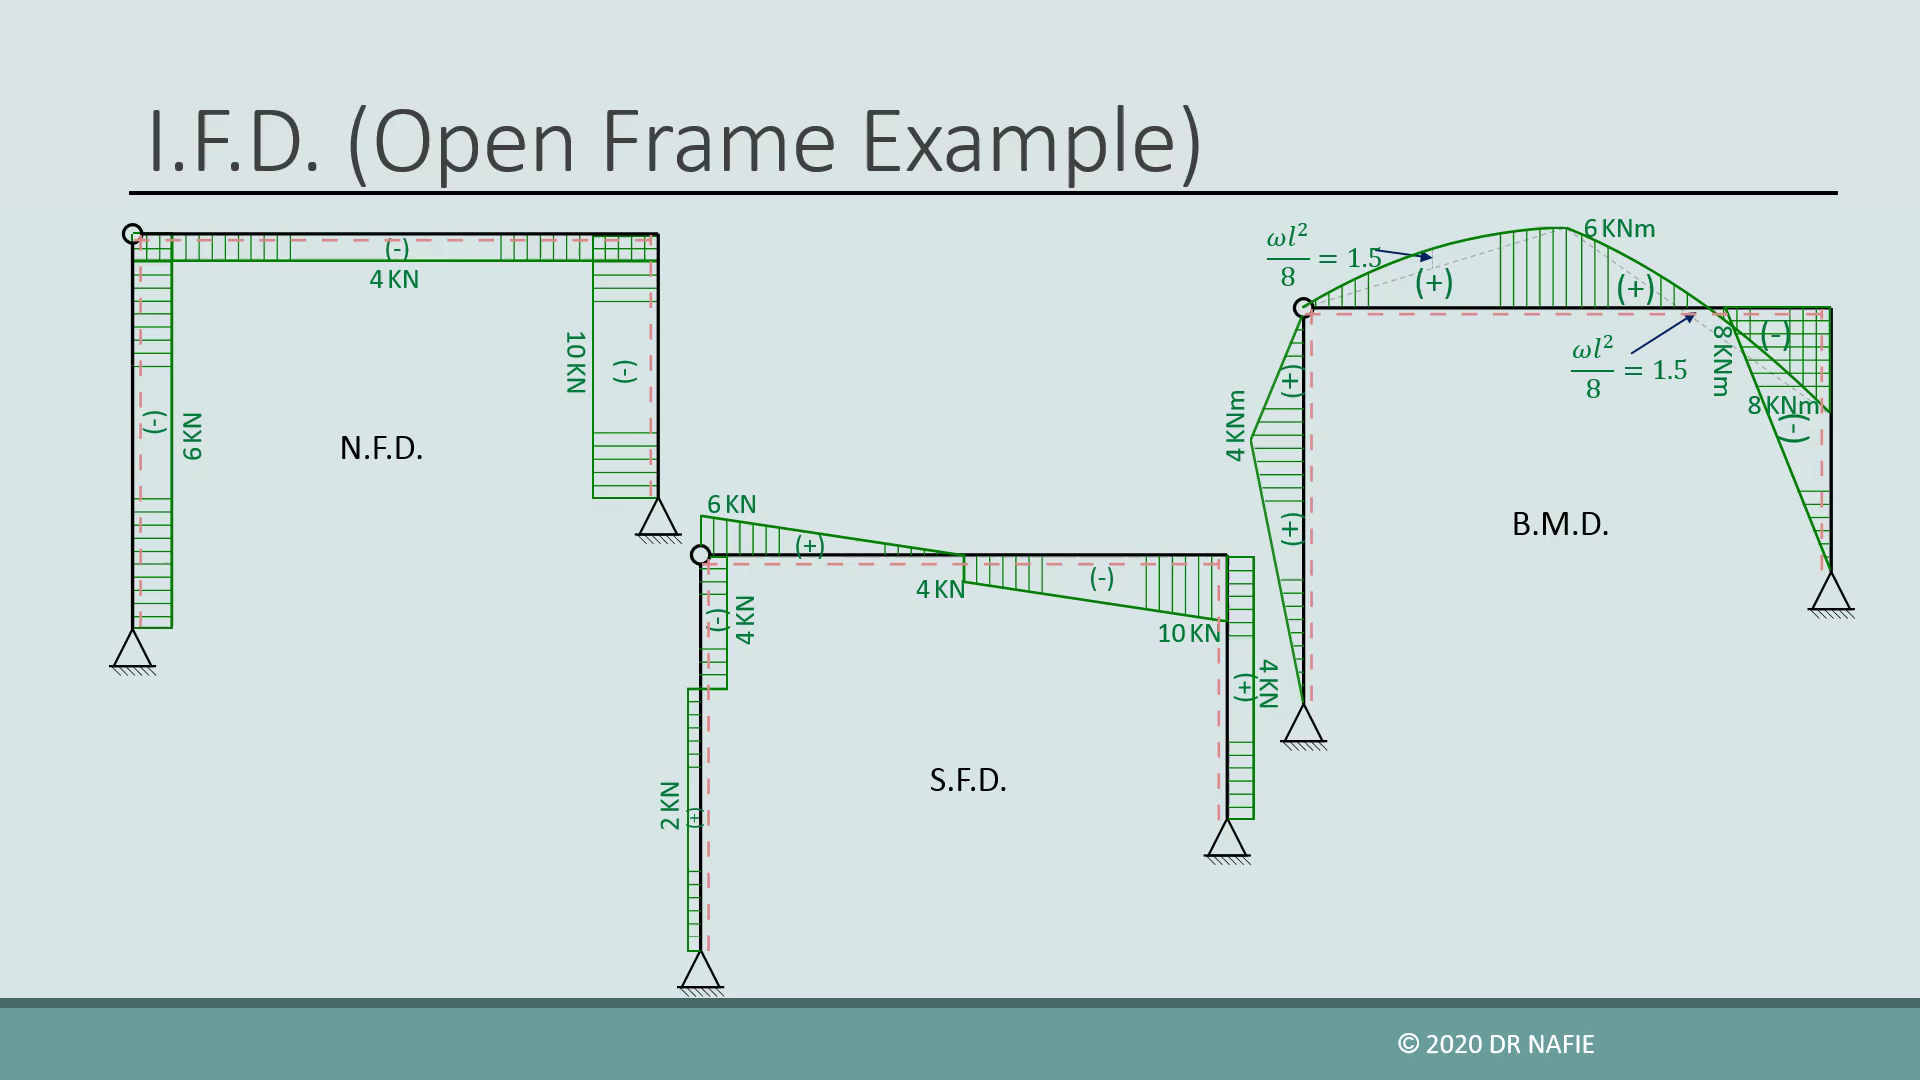 I.F.D. (Open Frame Example)
(-)
4 KN
(-)
6 KN
10 KN
(-)
N.F.D.
6 KN
(+)
4 KN
(-)
10 KN
(-)
4 KN
2 KN
(+)
(+)
4 KN
S.F.D.
ωl²/8 = 1.5
6 KNm
(+)
(+)
ωl²/8 = 1.5
8 KNm
(-)
8 KNm
(-)
4 KNm
(+)
(+)
B.M.D.
© 2020 DR NAFIE